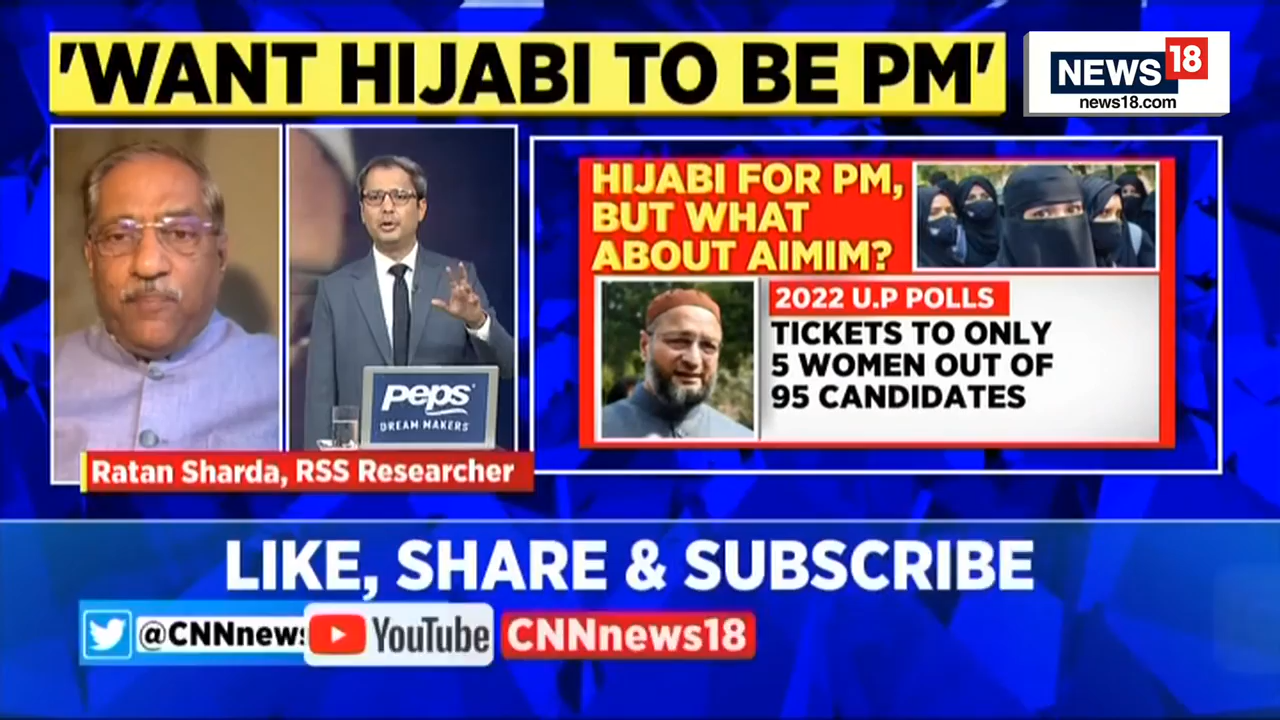 'WANT HIJABI TO BE PM'
NEWS18
news18.com
HIJABI FOR PM,
BUT WHAT
ABOUT AIMIM?
2022 U.P POLLS
TICKETS TO ONLY
5 WOMEN OUT OF
95 CANDIDATES
peps
DREAM MAKERS
Ratan Sharda, RSS Researcher
LIKE, SHARE & SUBSCRIBE
@CNNnews
YouTube
CNNnews18